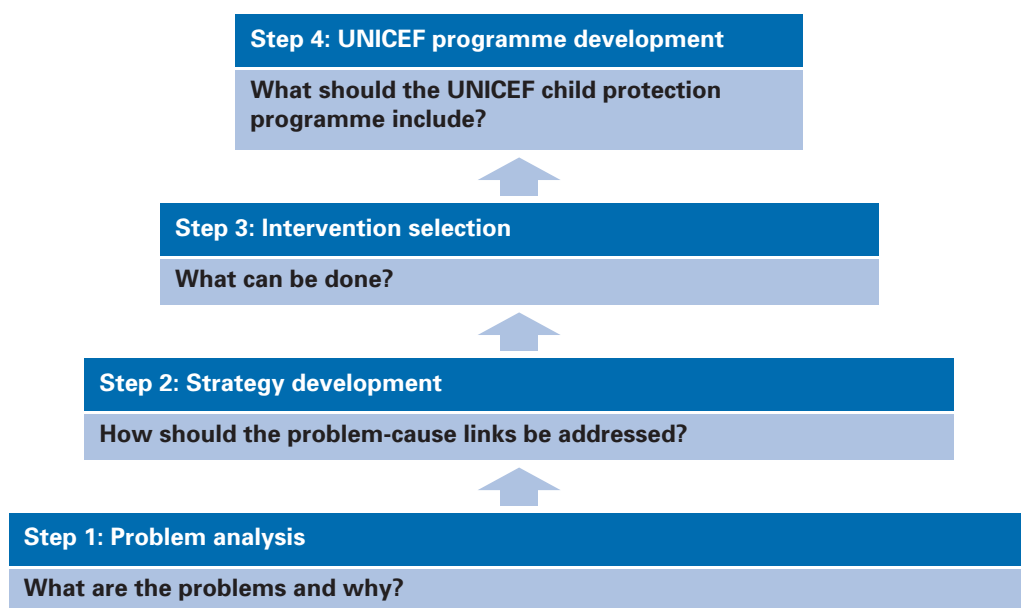 Step 4: UNICEF programme development
What should the UNICEF child protection
programme include?
Step 3: Intervention selection
What can be done?
Step 2: Strategy development
How should the problem-cause links be addressed?
Step 1: Problem analysis
What are the problems and why?